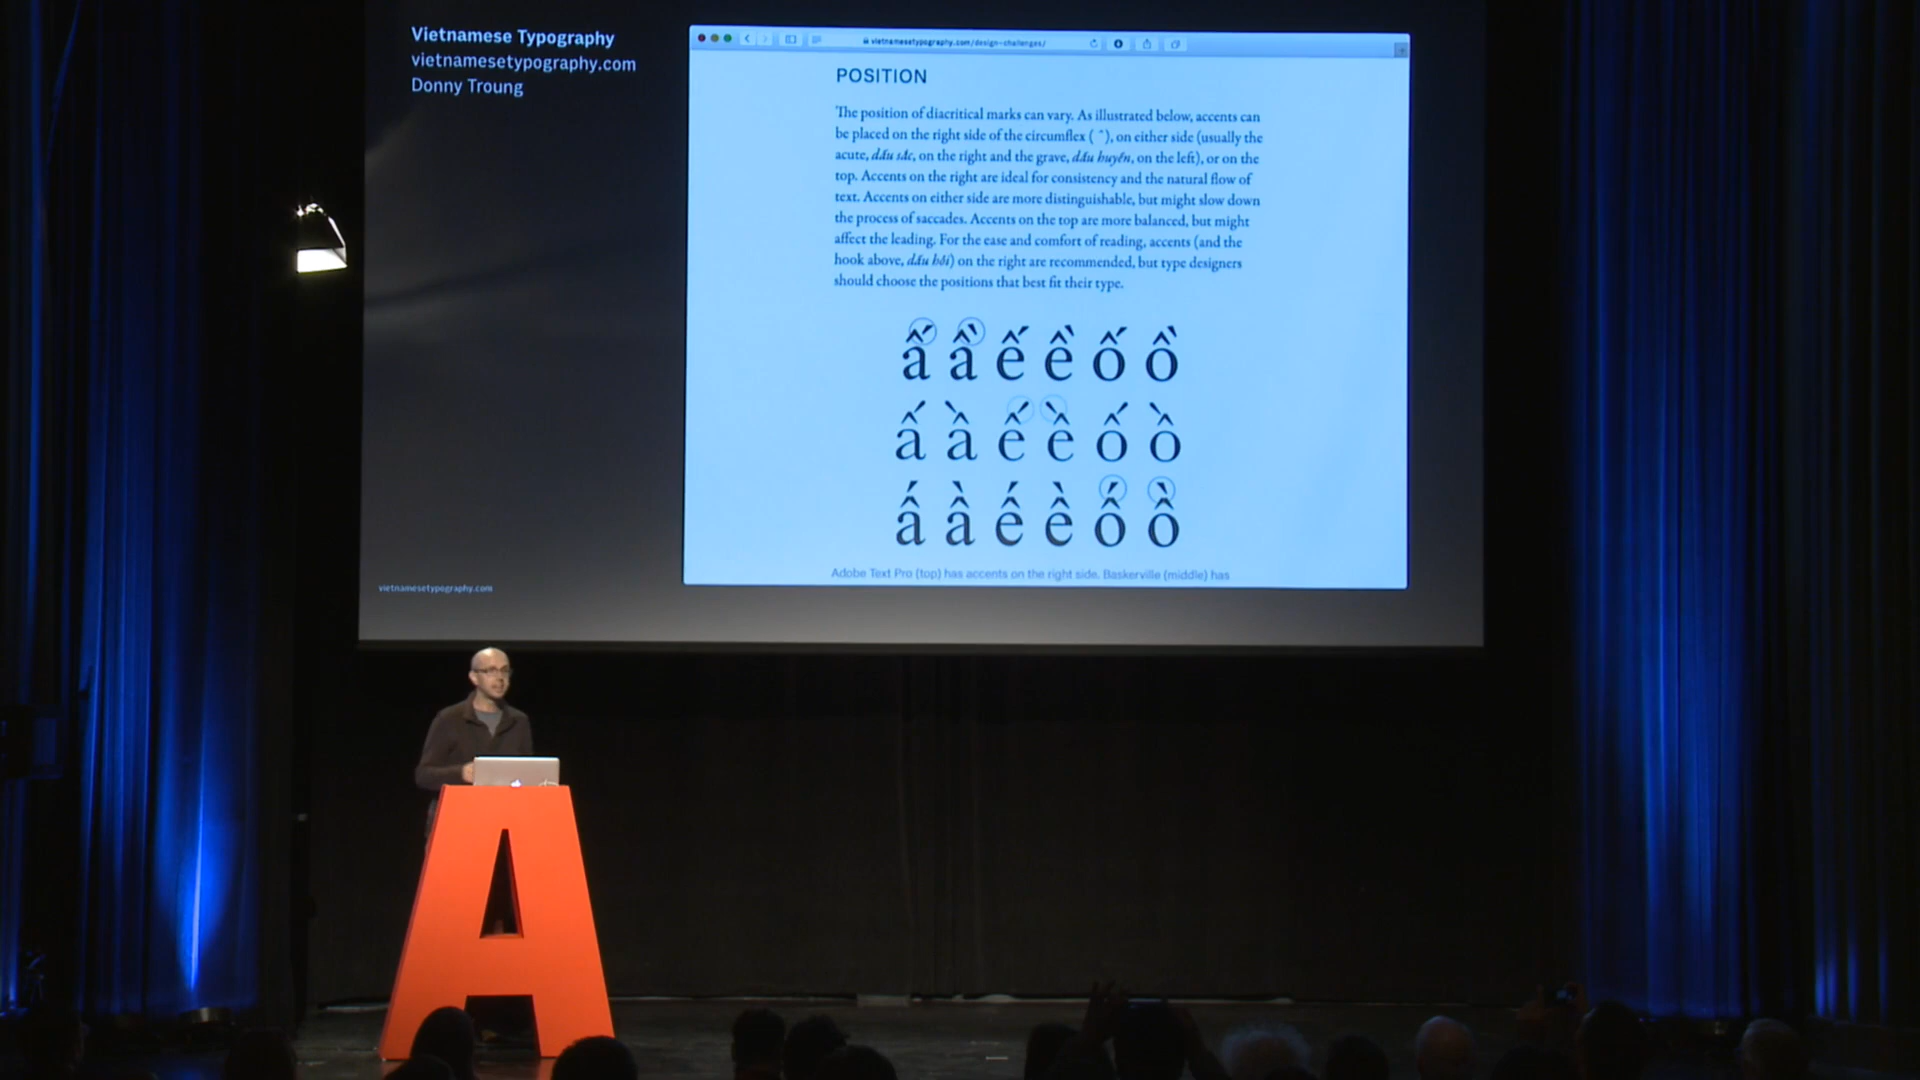 Vietnamese Typography
vietnamesetypography.com
Donny Troung
vietnamesetypography.com/design-challenges/
POSITION
The position of diacritical marks can vary. As illustrated below, accents can
be placed on the right side of the circumflex ( ˆ ), on either side (usually the
acute, dấu sắc, on the right and the grave, dấu huyền, on the left), or on the
top. Accents on the right are ideal for consistency and the natural flow of
text. Accents on either side are more distinguishable, but might slow down
the process of saccades. Accents on the top are more balanced, but might
affect the leading. For the ease and comfort of reading, accents (and the
hook above, dấu hỏi) on the right are recommended, but type designers
should choose the positions that best fit their type.
ấ ầ ế ề ố ồ
ấ ầ ế ề ố ồ
ấ ầ ế ề ố ồ
Adobe Text Pro (top) has accents on the right side. Baskerville (middle) has
vietnamesetypography.com
A